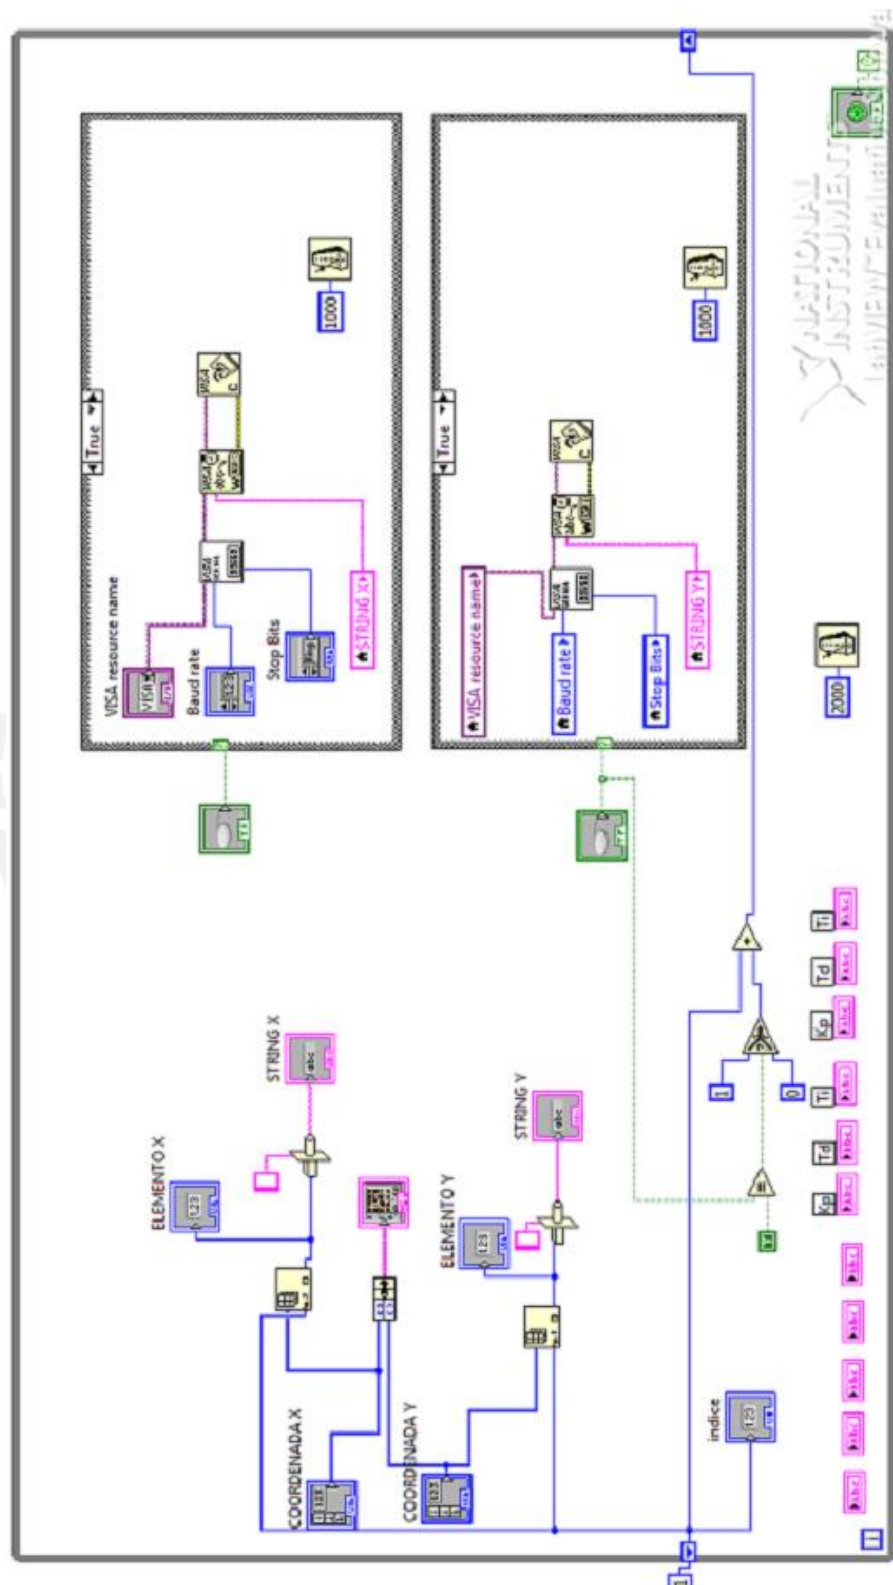 True
VISA resource name
Baud rate
Stop Bits
STRING X
1000
True
VISA resource name
Baud rate
Stop Bits
STRING Y
1000
ELEMENTO X
STRING X
COORDENADA X
ELEMENTO Y
STRING Y
COORDENADA Y
indice
1
1
0
2000
Kp
Td
Ti
Kp
Td
Ti
i
NATIONAL
INSTRUMENTS
LabVIEW Evaluation